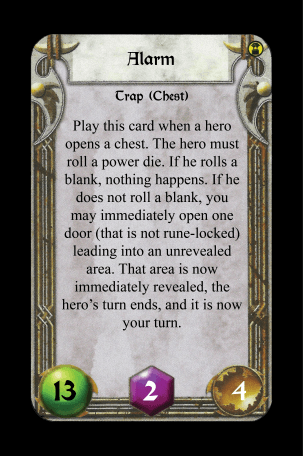 Alarm
Trap (Chest)
Play this card when a hero
opens a chest. The hero must
roll a power die. If he rolls a
blank, nothing happens. If he
does not roll a blank, you
may immediately open one
door (that is not rune-locked)
leading into an unrevealed
area. That area is now
immediately revealed, the
hero's turn ends, and it is now
your turn.
13 2 4